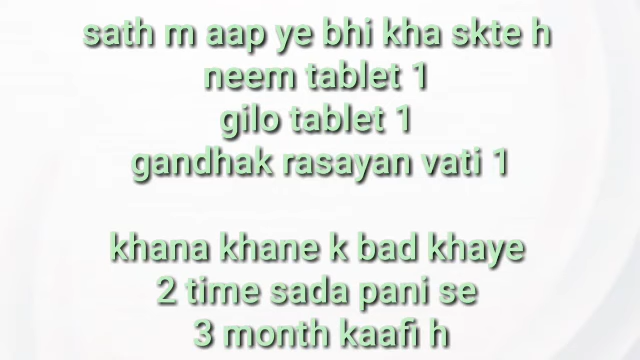 sath m aap ye bhi kha skte h
neem tablet 1
gilo tablet 1
gandhak rasayan vati 1
khana khane k bad khaye
2 time sada pani se
3 month kaafi h